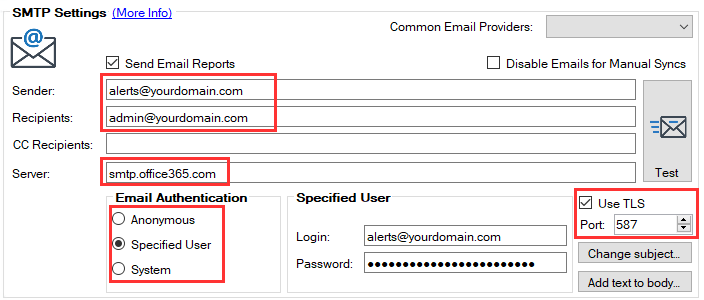 SMTP Settings (More Info)
Common Email Providers:
Send Email Reports
Disable Emails for Manual Syncs
Sender: alerts@yourdomain.com
Recipients: admin@yourdomain.com
CC Recipients:
Server: smtp.office365.com
Test
Email Authentication
Anonymous
Specified User
System
Specified User
Login: alerts@yourdomain.com
Password: ●●●●●●●●●●●●●●●●●●●●●●●●
Use TLS
Port: 587
Change subject...
Add text to body...